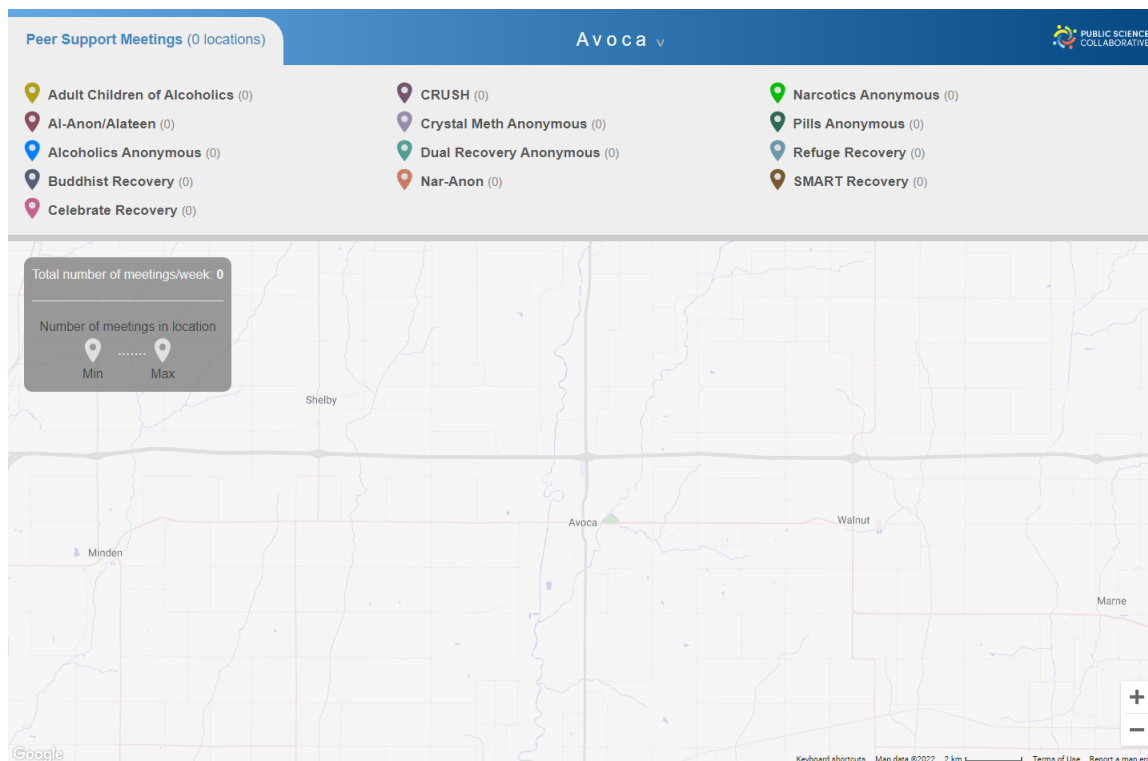 Peer Support Meetings (0 locations)
Avoca v
PUBLIC SCIENCE
COLLABORATIVE
Adult Children of Alcoholics (0)
Al-Anon/Alateen (0)
Alcoholics Anonymous (0)
Buddhist Recovery (0)
Celebrate Recovery (0)
CRUSH (0)
Crystal Meth Anonymous (0)
Dual Recovery Anonymous (0)
Nar-Anon (0)
Narcotics Anonymous (0)
Pills Anonymous (0)
Refuge Recovery (0)
SMART Recovery (0)
Total number of meetings/week: 0
Number of meetings in location
Min ....... Max
Shelby
Avoca
Walnut
Minden
Marne
+
−
Google
Keyboard shortcuts Map data ©2022 2 km Terms of Use Report a map er